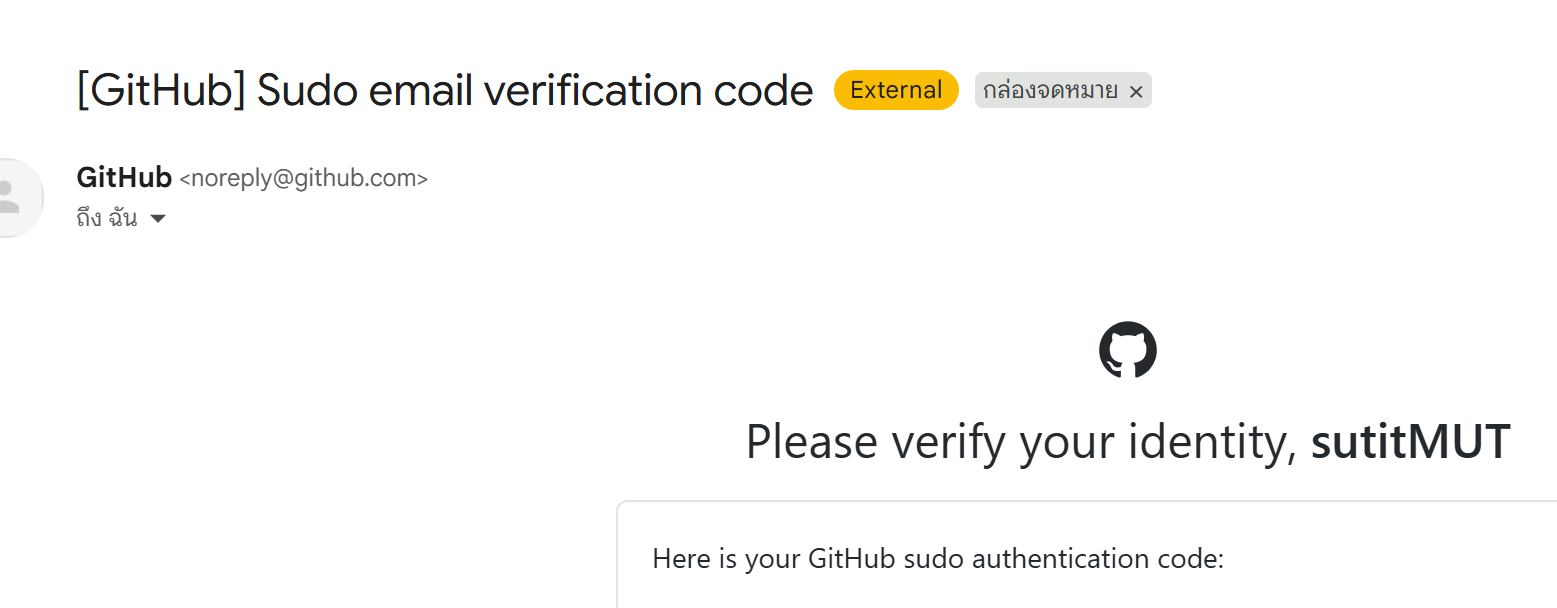 [GitHub] Sudo email verification code External กล่องจดหมาย ×
GitHub <noreply@github.com>
ถึง ฉัน
Please verify your identity, sutitMUT
Here is your GitHub sudo authentication code: